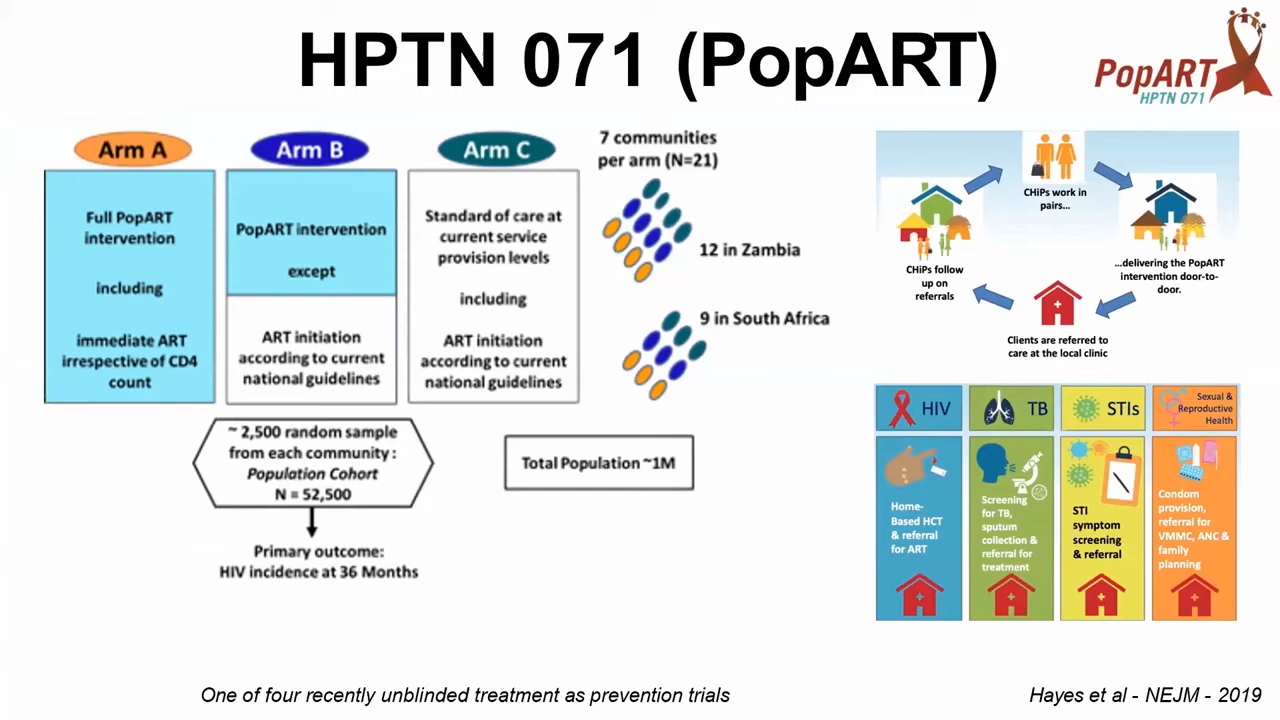 HPTN 071 (PopART)
PopART
HPTN 071
Arm A
Full PopART
intervention
including
immediate ART
irrespective of CD4
count
Arm B
PopART intervention
except
ART initiation
according to current
national guidelines
Arm C
Standard of care at
current service
provision levels
including
ART initiation
according to current
national guidelines
7 communities
per arm (N=21)
12 in Zambia
9 in South Africa
~ 2,500 random sample
from each community :
Population Cohort
N = 52,500
Primary outcome:
HIV incidence at 36 Months
Total Population ~1M
CHiPs work in
pairs...
...delivering the PopART
intervention door-to-
door.
Clients are referred to
care at the local clinic
CHiPs follow
up on
referrals
HIV
Home-
Based HCT
& referral
for ART
TB
Screening
for TB,
sputum
collection &
referral for
treatment
STIs
STI
symptom
screening
& referral
Sexual &
Reproductive
Health
Condom
provision,
referral for
VMMC, ANC &
family
planning
One of four recently unblinded treatment as prevention trials
Hayes et al - NEJM - 2019